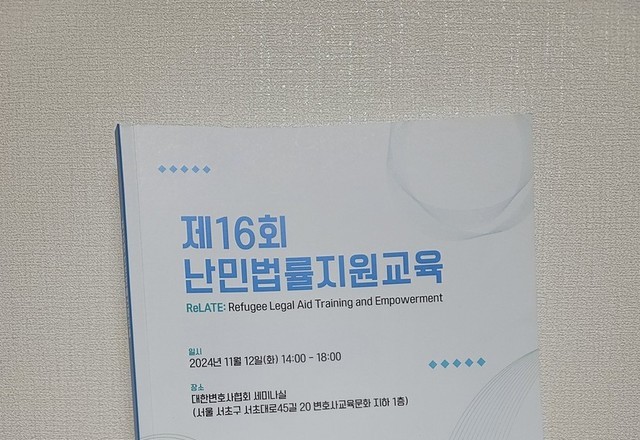 제16회
난민법률지원교육
ReLATE: Refugee Legal Aid Training and Empowerment
일시
2024년 11월 12일(화) 14:00 - 18:00
장소
대한변호사협회 세미나실
(서울 서초구 서초대로45길 20 변호사교육문화 지하 1층)